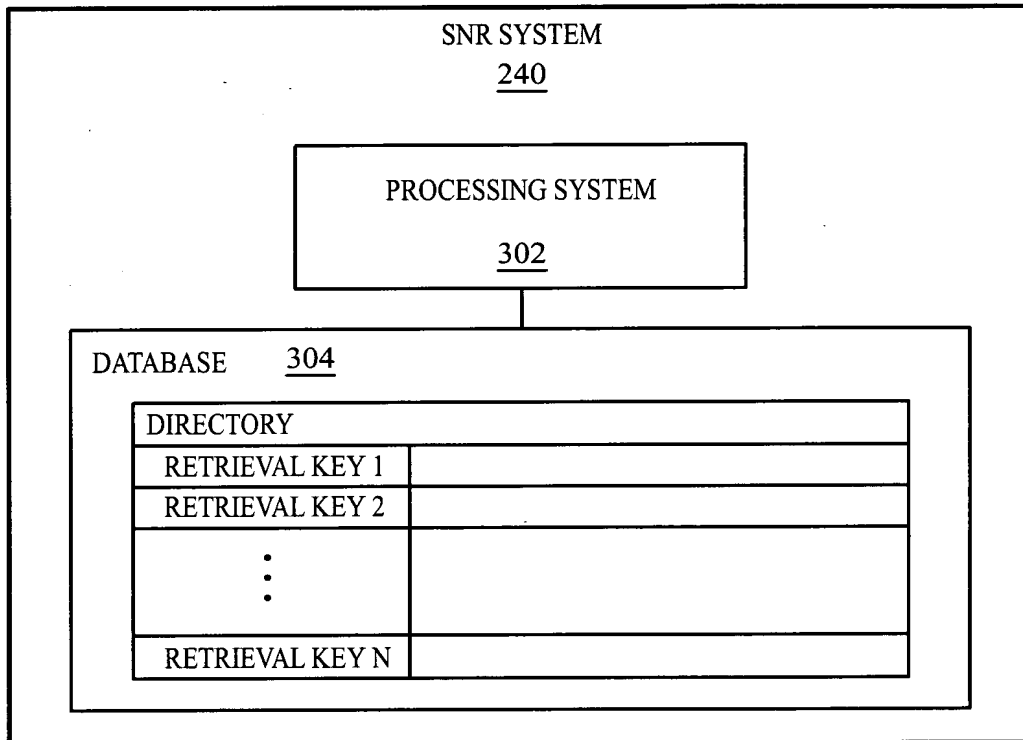 SNR SYSTEM
240
PROCESSING SYSTEM
302
DATABASE 304
DIRECTORY
RETRIEVAL KEY 1
RETRIEVAL KEY 2
RETRIEVAL KEY N